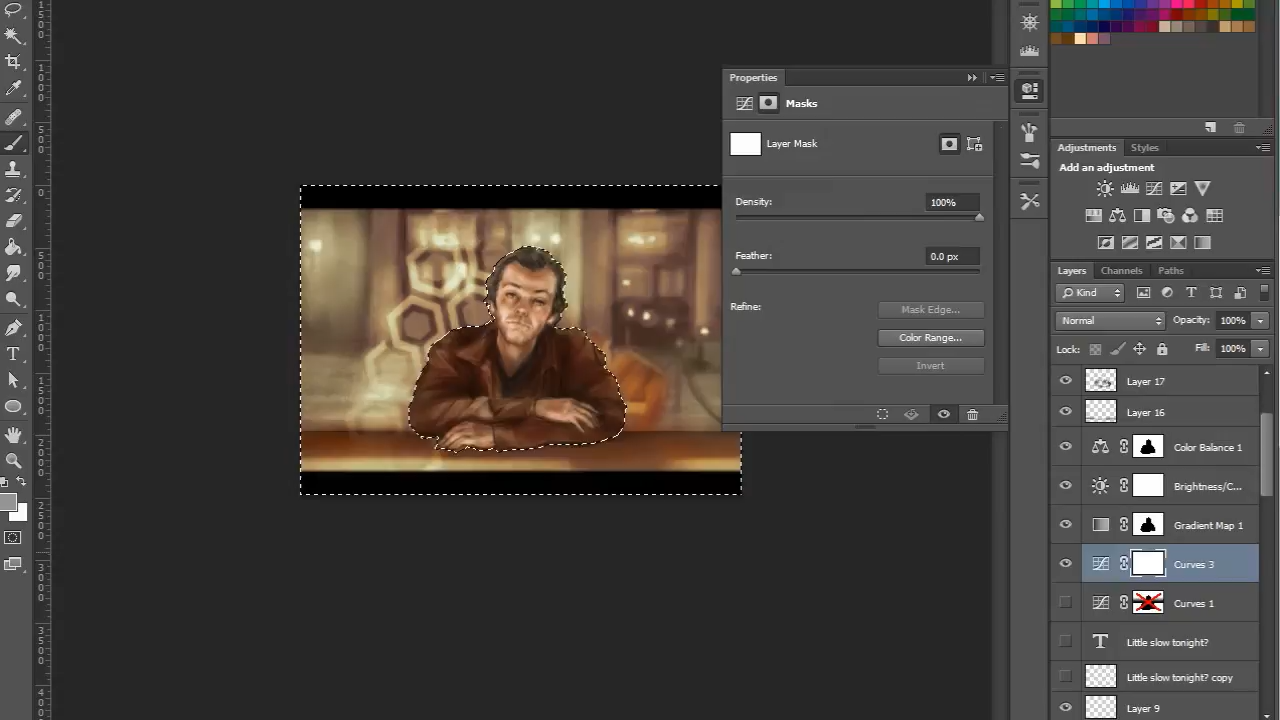 Properties
Masks
Layer Mask
Density:
100%
Feather:
0.0 px
Refine:
Mask Edge...
Color Range...
Invert
Adjustments
Styles
Add an adjustment
Layers
Channels
Paths
Kind
Normal
Opacity:
100%
Lock:
Fill:
100%
Layer 17
Layer 16
Color Balance 1
Brightness/C...
Gradient Map 1
Curves 3
Curves 1
T
Little slow tonight?
Little slow tonight? copy
Layer 9